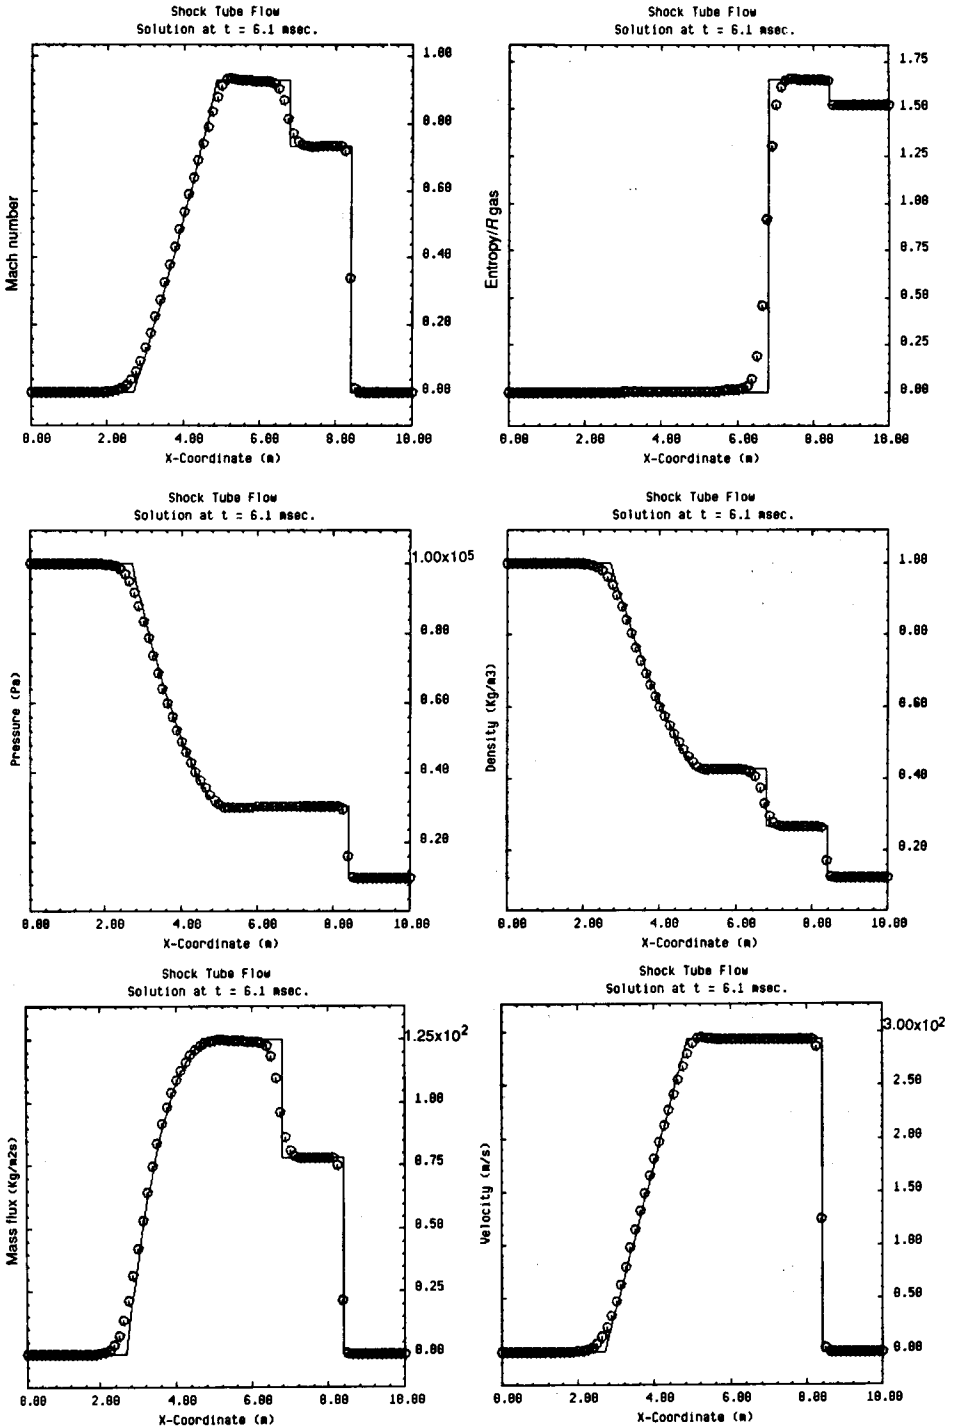 Shock Tube Flow
Solution at t = 6.1 msec.
1.00
0.80
0.60
0.40
0.20
0.00
Mach number
0.00 2.00 4.00 6.00 8.00 10.00
X-Coordinate (m)
Shock Tube Flow
Solution at t = 6.1 msec.
1.75
1.50
1.25
1.00
0.75
0.50
0.25
0.00
Entropy/R gas
0.00 2.00 4.00 6.00 8.00 10.00
X-Coordinate (m)
Shock Tube Flow
Solution at t = 6.1 msec.
1.00x10⁵
0.80
0.60
0.40
0.20
Pressure (Pa)
0.00 2.00 4.00 6.00 8.00 10.00
X-Coordinate (m)
Shock Tube Flow
Solution at t = 6.1 msec.
1.00
0.80
0.60
0.40
0.20
Density (Kg/m3)
0.00 2.00 4.00 6.00 8.00 10.00
X-Coordinate (m)
Shock Tube Flow
Solution at t = 6.1 msec.
1.25x10²
1.00
0.75
0.50
0.25
0.00
Mass flux (Kg/m2s)
0.00 2.00 4.00 6.00 8.00 10.00
X-Coordinate (m)
Shock Tube Flow
Solution at t = 6.1 msec.
3.00x10²
2.50
2.00
1.50
1.00
0.50
0.00
Velocity (m/s)
0.00 2.00 4.00 6.00 8.00 10.00
X-Coordinate (m)